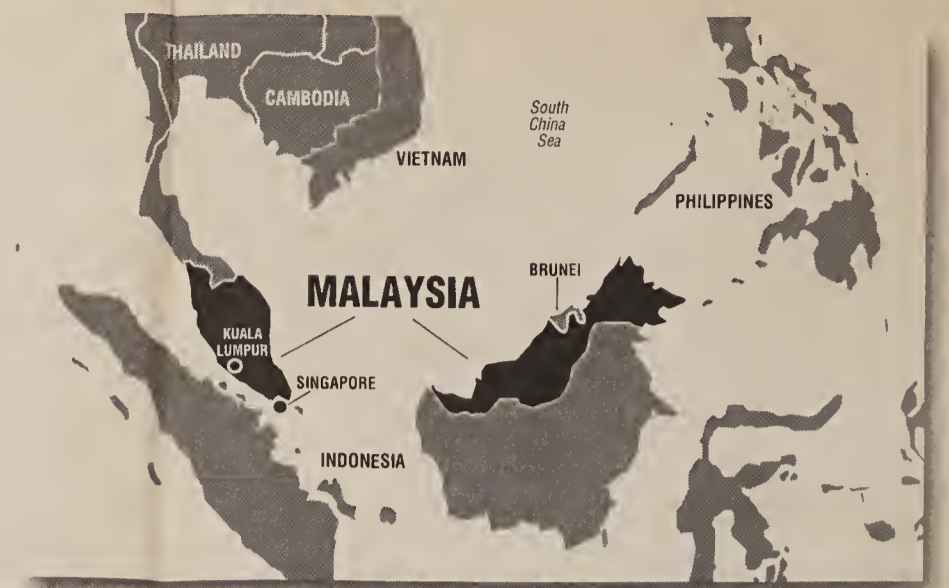 THAILAND
CAMBODIA
South
China
Sea
VIETNAM
PHILIPPINES
BRUNEI
MALAYSIA
KUALA
LUMPUR
SINGAPORE
INDONESIA